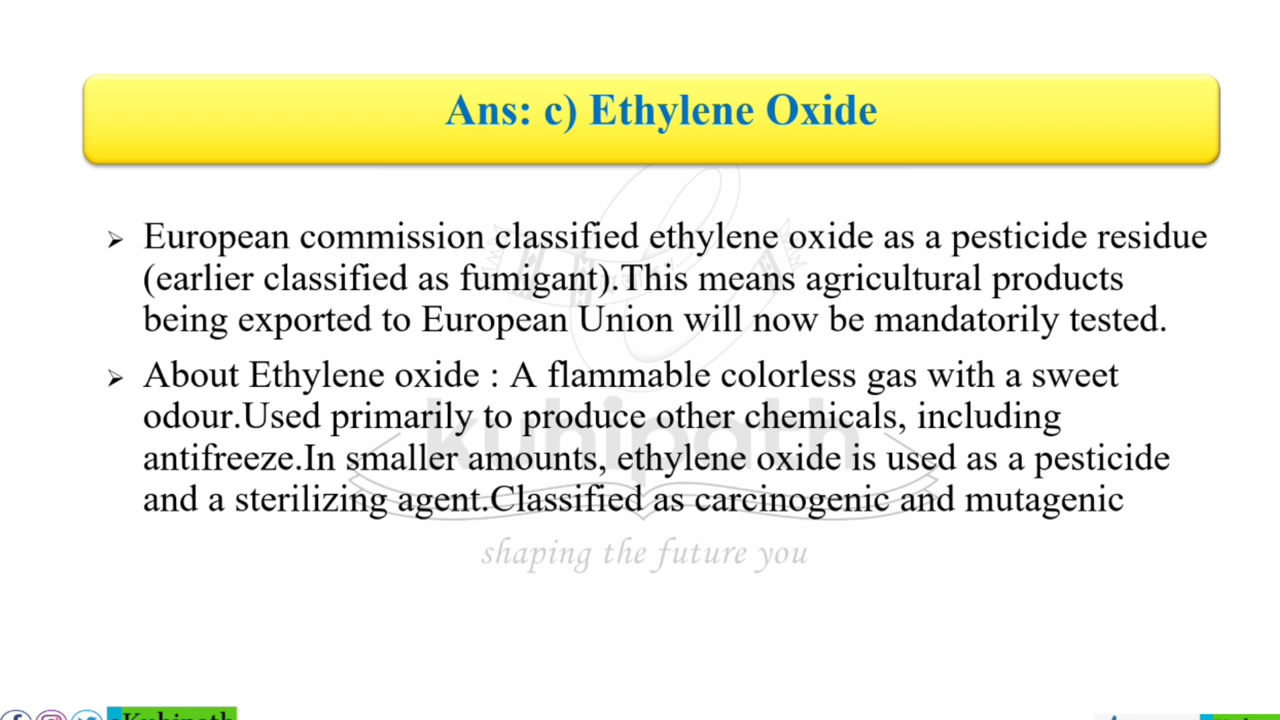 Ans: c) Ethylene Oxide
➢ European commission classified ethylene oxide as a pesticide residue
(earlier classified as fumigant).This means agricultural products
being exported to European Union will now be mandatorily tested.
➢ About Ethylene oxide : A flammable colorless gas with a sweet
odour.Used primarily to produce other chemicals, including
antifreeze.In smaller amounts, ethylene oxide is used as a pesticide
and a sterilizing agent.Classified as carcinogenic and mutagenic
kubipath
shaping the future you